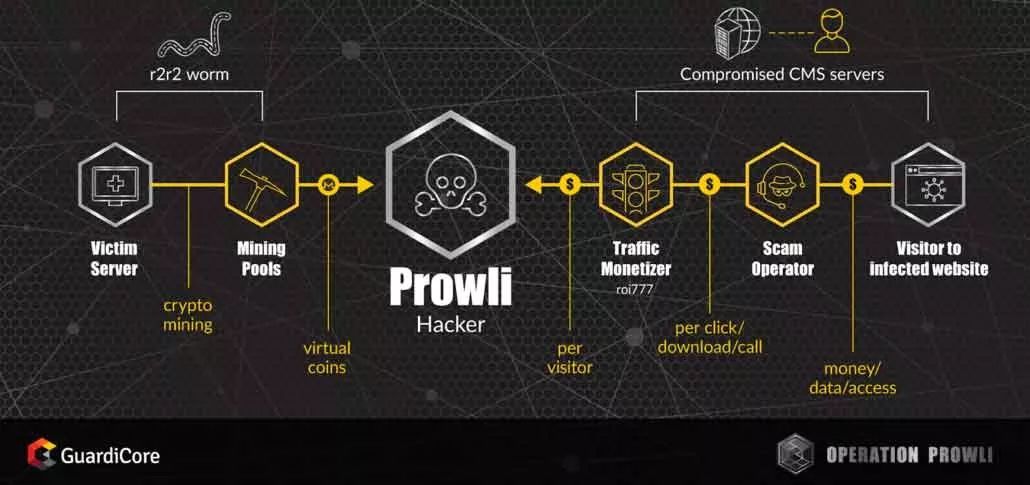 r2r2 worm
Compromised CMS servers
Victim
Server
Mining
Pools
Prowli
Hacker
Traffic
Monetizer
roi777
Scam
Operator
Visitor to
infected website
crypto
mining
virtual
coins
per
visitor
per click/
download/call
money/
data/access
GuardiCore
OPERATION PROWLI